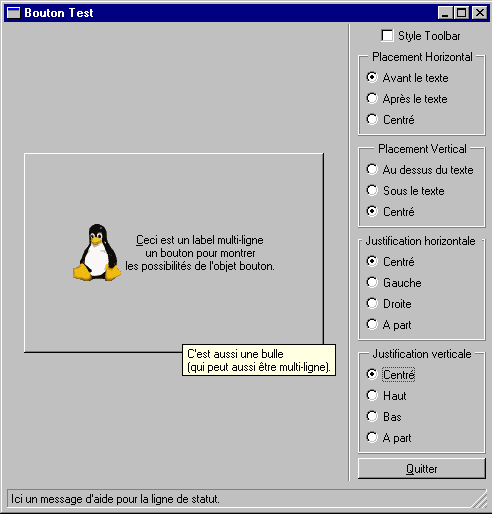 Bouton Test
Style Toolbar
Placement Horizontal
Avant le texte
Après le texte
Centré
Placement Vertical
Au dessus du texte
Sous le texte
Centré
Justification horizontale
Centré
Gauche
Droite
A part
Justification verticale
Centré
Haut
Bas
A part
Quitter
Ceci est un label multi-ligne
un bouton pour montrer
les possibilités de l'objet bouton.
C'est aussi une bulle
(qui peut aussi être multi-ligne).
Ici un message d'aide pour la ligne de statut.